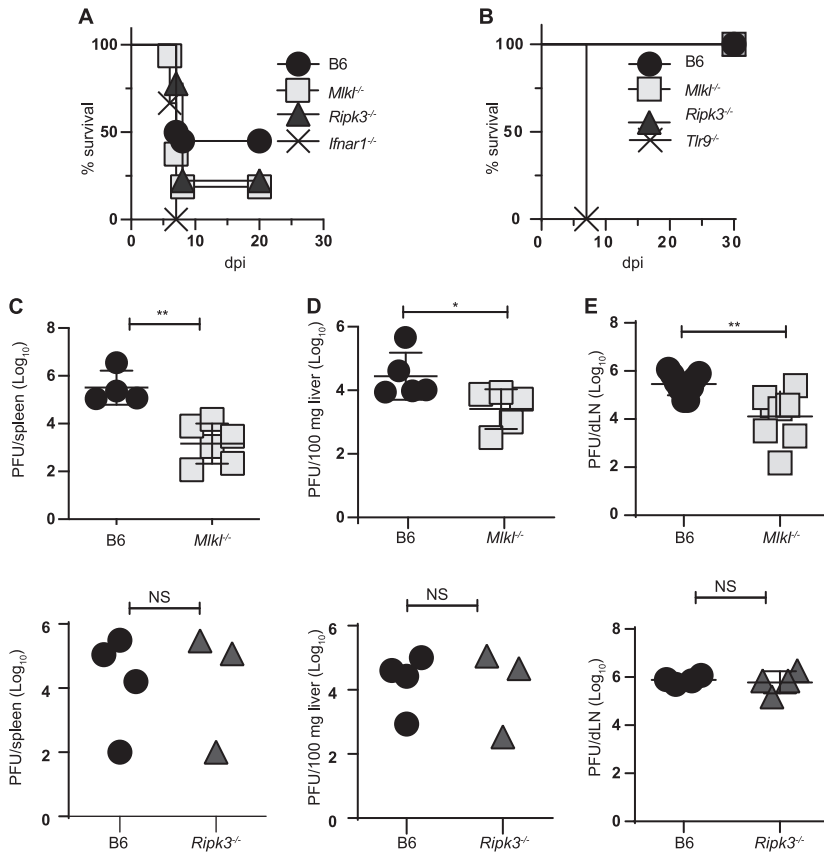 A
% survival
100
50
0
0
10
20
30
dpi
B6
Mlkl-/-
Ripk3-/-
Ifnar1-/-
B
% survival
100
50
0
0
10
20
30
dpi
B6
Mlkl-/-
Ripk3-/-
Tlr9-/-
C
PFU/spleen (Log10)
8
6
4
2
0
**
B6
Mlkl-/-
D
PFU/100 mg liver (Log10)
6
4
2
0
*
B6
Mlkl-/-
E
PFU/dLN (Log10)
8
6
4
2
0
**
B6
Mlkl-/-
PFU/spleen (Log10)
6
4
2
0
NS
B6
Ripk3-/-
PFU/100 mg liver (Log10)
6
4
2
0
NS
B6
Ripk3-/-
PFU/dLN (Log10)
8
6
4
2
0
NS
B6
Ripk3-/-